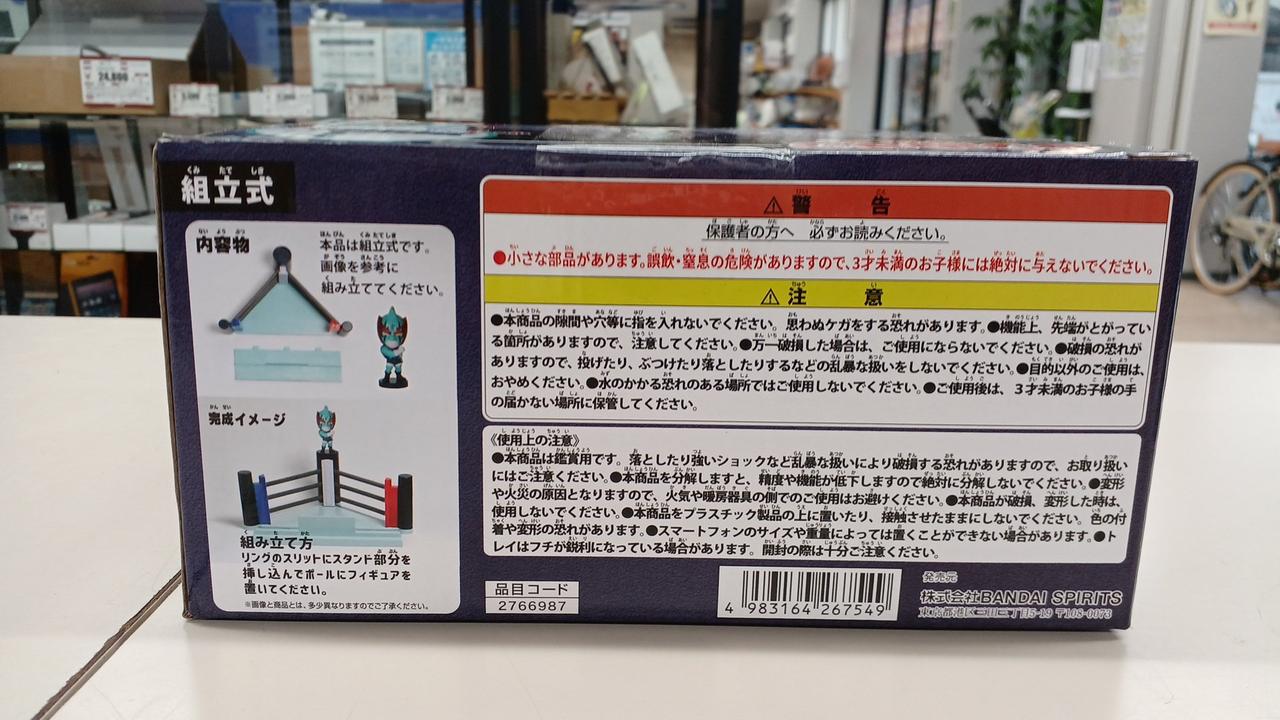 24,800
組立式
内容物
本品は組立式です。
画像を参考に
組み立ててください。
完成イメージ
組み立て方
リングのスリットにスタンド部分を
挿し込んでポールにフィギュアを
置いてください。
※画像と商品とは、多少異なりますのでご了承ください。
⚠警告
保護者の方へ 必ずお読みください。
●小さな部品があります。誤飲・窒息の危険がありますので、3才未満のお子様には絶対に与えないでください。
⚠注意
●本商品の隙間や穴等に指を入れないでください。思わぬケガをする恐れがあります。●機能上、先端がとがってい
る箇所がありますので、注意してください。●万一破損した場合は、ご使用にならないでください。●破損の恐れが
ありますので、投げたり、ぶつけたり落としたりするなどの乱暴な扱いをしないでください。●目的以外のご使用は、
おやめください。●水のかかる恐れのある場所ではご使用しないでください。●ご使用後は、3才未満のお子様の手
の届かない場所に保管してください。
《使用上の注意》
●本商品は鑑賞用です。落としたり強いショックなど乱暴な扱いにより破損する恐れがありますので、お取り扱い
にはご注意ください。●本商品を分解しますと、精度や機能が低下しますので絶対に分解しないでください。●変形
や火災の原因となりますので、火気や暖房器具の側でのご使用はお避けください。●本商品が破損、変形した時は、
使用しないでください。●本商品をプラスチック製品の上に置いたり、接触させたままにしないでください。色の付
着や変形の恐れがあります。●スマートフォンのサイズや重量によっては置くことができない場合があります。●ト
レイはフチが鋭利になっている場合があります。開封の際は十分ご注意ください。
品目コード
2766987
4 983164 267549
発売元
株式会社BANDAI SPIRITS
東京都港区三田三丁目5-19 〒108-0073